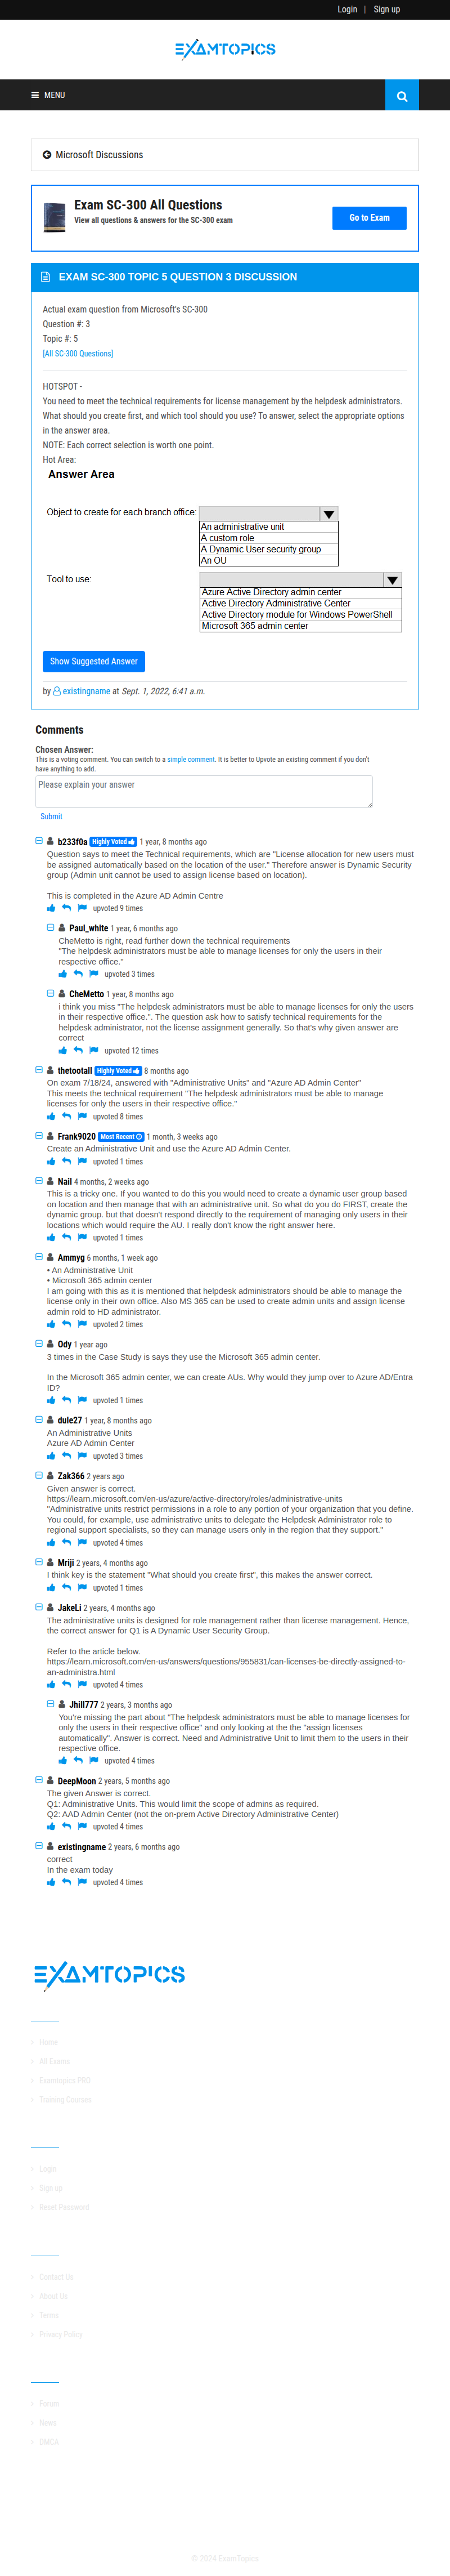 Login | Sign up
EXAMTOPICS
MENU
Microsoft Discussions
Exam SC-300 All Questions
View all questions & answers for the SC-300 exam
Go to Exam
EXAM SC-300 TOPIC 5 QUESTION 3 DISCUSSION
Actual exam question from Microsoft's SC-300
Question #: 3
Topic #: 5
[All SC-300 Questions]
HOTSPOT -
You need to meet the technical requirements for license management by the helpdesk administrators.
What should you create first, and which tool should you use? To answer, select the appropriate options
in the answer area.
NOTE: Each correct selection is worth one point.
Hot Area:
Answer Area
Object to create for each branch office:
An administrative unit
A custom role
A Dynamic User security group
An OU
Tool to use:
Azure Active Directory admin center
Active Directory Administrative Center
Active Directory module for Windows PowerShell
Microsoft 365 admin center
Show Suggested Answer
by existingname at Sept. 1, 2022, 6:41 a.m.
Comments
Chosen Answer:
This is a voting comment. You can switch to a simple comment. It is better to Upvote an existing comment if you don't
have anything to add.
Please explain your answer
Submit
b233f0a Highly Voted 1 year, 8 months ago
Question says to meet the Technical requirements, which are "License allocation for new users must
be assigned automatically based on the location of the user." Therefore answer is Dynamic Security
group (Admin unit cannot be used to assign license based on location).
This is completed in the Azure AD Admin Centre
upvoted 9 times
Paul_white 1 year, 6 months ago
CheMetto is right, read further down the technical requirements
"The helpdesk administrators must be able to manage licenses for only the users in their
respective office."
upvoted 3 times
CheMetto 1 year, 8 months ago
i think you miss "The helpdesk administrators must be able to manage licenses for only the users
in their respective office.". The question ask how to satisfy technical requirements for the
helpdesk administrator, not the license assignment generally. So that's why given answer are
correct
upvoted 12 times
thetootall Highly Voted 8 months ago
On exam 7/18/24, answered with "Administrative Units" and "Azure AD Admin Center"
This meets the technical requirement "The helpdesk administrators must be able to manage
licenses for only the users in their respective office."
upvoted 8 times
Frank9020 Most Recent 1 month, 3 weeks ago
Create an Administrative Unit and use the Azure AD Admin Center.
upvoted 1 times
Nail 4 months, 2 weeks ago
This is a tricky one. If you wanted to do this you would need to create a dynamic user group based
on location and then manage that with an administrative unit. So what do you do FIRST, create the
dynamic group. but that doesn't respond directly to the requirement of managing only users in their
locations which would require the AU. I really don't know the right answer here.
upvoted 1 times
Ammyg 6 months, 1 week ago
• An Administrative Unit
• Microsoft 365 admin center
I am going with this as it is mentioned that helpdesk administrators should be able to manage the
license only in their own office. Also MS 365 can be used to create admin units and assign license
admin rold to HD administrator.
upvoted 2 times
Ody 1 year ago
3 times in the Case Study is says they use the Microsoft 365 admin center.
In the Microsoft 365 admin center, we can create AUs. Why would they jump over to Azure AD/Entra
ID?
upvoted 1 times
dule27 1 year, 8 months ago
An Administrative Units
Azure AD Admin Center
upvoted 3 times
Zak366 2 years ago
Given answer is correct.
https://learn.microsoft.com/en-us/azure/active-directory/roles/administrative-units
"Administrative units restrict permissions in a role to any portion of your organization that you define.
You could, for example, use administrative units to delegate the Helpdesk Administrator role to
regional support specialists, so they can manage users only in the region that they support."
upvoted 4 times
Mriji 2 years, 4 months ago
I think key is the statement "What should you create first", this makes the answer correct.
upvoted 1 times
JakeLi 2 years, 4 months ago
The administrative units is designed for role management rather than license management. Hence,
the correct answer for Q1 is A Dynamic User Security Group.
Refer to the article below.
https://learn.microsoft.com/en-us/answers/questions/955831/can-licenses-be-directly-assigned-to-
an-administra.html
upvoted 4 times
Jhill777 2 years, 3 months ago
You're missing the part about "The helpdesk administrators must be able to manage licenses for
only the users in their respective office" and only looking at the the "assign licenses
automatically". Answer is correct. Need and Administrative Unit to limit them to the users in their
respective office.
upvoted 4 times
DeepMoon 2 years, 5 months ago
The given Answer is correct.
Q1: Administrative Units. This would limit the scope of admins as required.
Q2: AAD Admin Center (not the on-prem Active Directory Administrative Center)
upvoted 4 times
existingname 2 years, 6 months ago
correct
In the exam today
upvoted 4 times
EXAMTOPICS
Home
All Exams
Examtopics PRO
Training Courses
Login
Sign up
Reset Password
Contact Us
About Us
Terms
Privacy Policy
Forum
News
DMCA
© 2024 ExamTopics